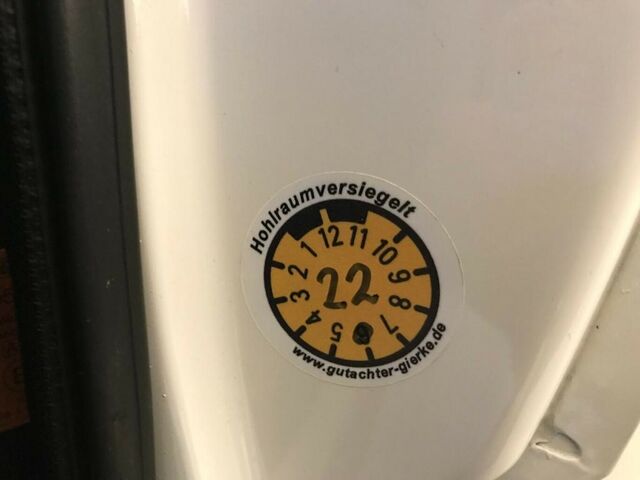 Hohlraumversiegelt
1 12 11 10 9 8 7 5 4 3 2
22
www.gutachter-gierke.de